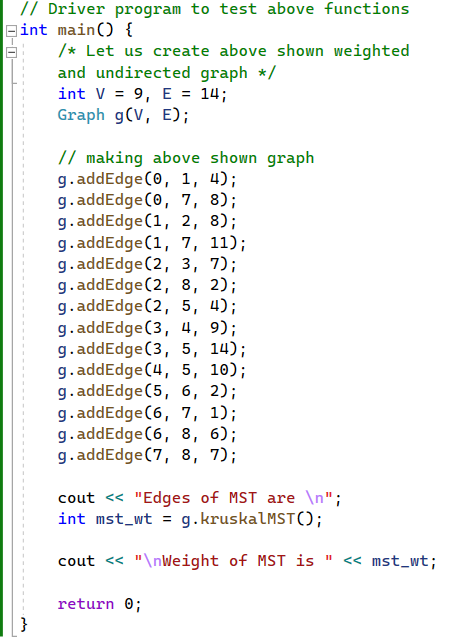 // Driver program to test above functions
int main() {
/* Let us create above shown weighted
and undirected graph */
int V = 9, E = 14;
Graph g(V, E);
// making above shown graph
g.addEdge(0, 1, 4);
g.addEdge(0, 7, 8);
g.addEdge(1, 2, 8);
g.addEdge(1, 7, 11);
g.addEdge(2, 3, 7);
g.addEdge(2, 8, 2);
g.addEdge(2, 5, 4);
g.addEdge(3, 4, 9);
g.addEdge(3, 5, 14);
g.addEdge(4, 5, 10);
g.addEdge(5, 6, 2);
g.addEdge(6, 7, 1);
g.addEdge(6, 8, 6);
g.addEdge(7, 8, 7);
cout << "Edges of MST are \n";
int mst_wt = g.kruskalMST();
cout << "\nWeight of MST is " << mst_wt;
return 0;
}